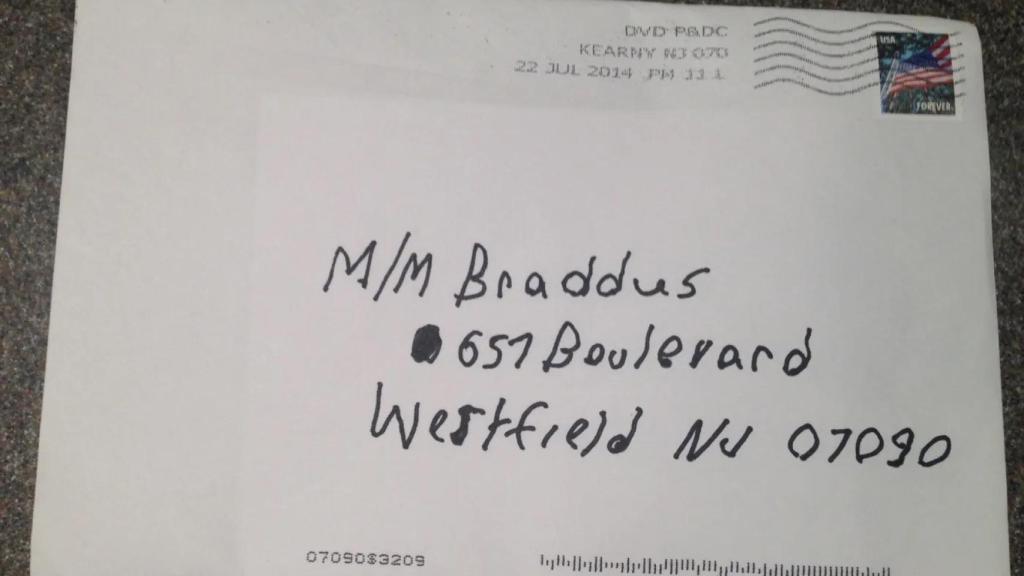 DVD P&DC
KEARNY NJ 070
22 JUL 2014 PM 11 L
USA
FOREVER
M/M Braddus
657 Boulevard
Westfield NJ 07090
07090$3209